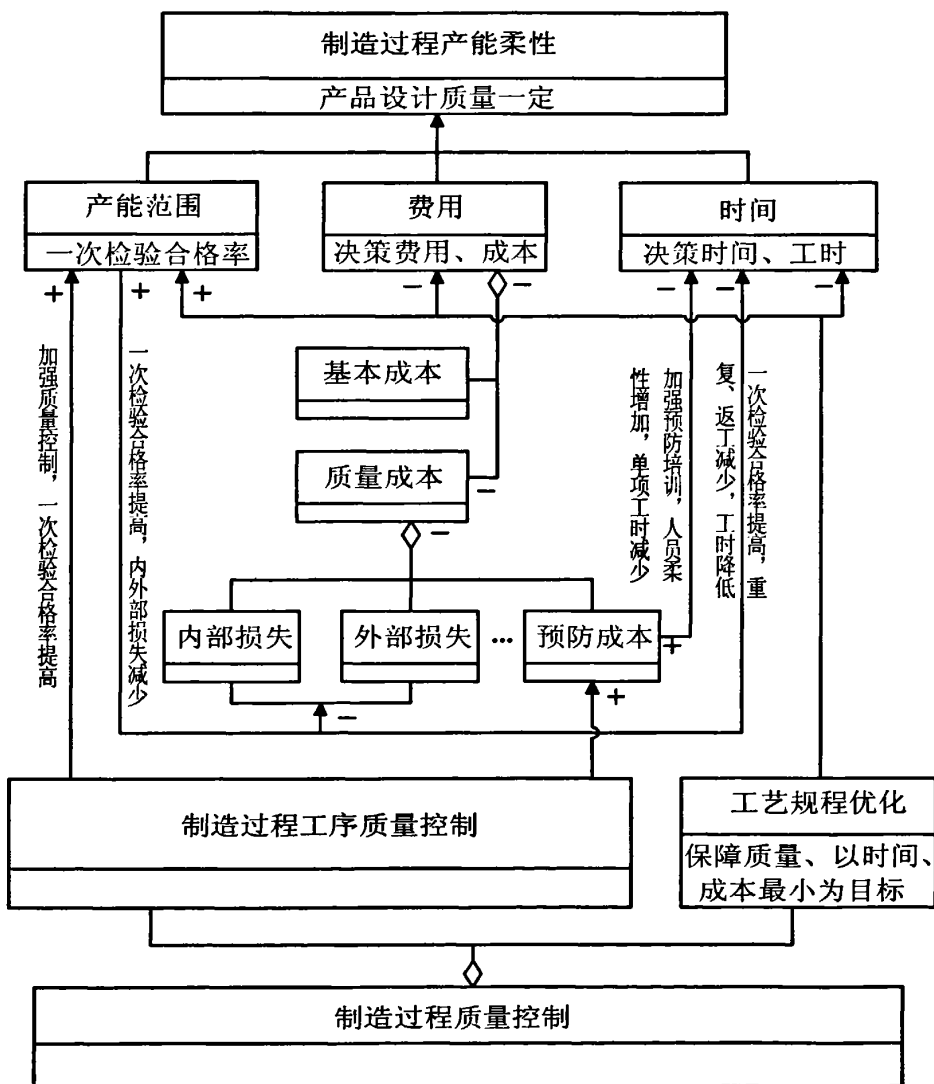 制造过程产能柔性
产品设计质量一定
产能范围
一次检验合格率
费用
决策费用、成本
时间
决策时间、工时
+
+
+
−
−
−
−
−
加强质量控制，一次检验合格率提高
一次检验合格率提高，内外部损失减少
基本成本
质量成本
−
−
加强预防培训，人员柔
性增加，单项工时减少
一次检验合格率提高，重
复、返工减少，工时降低
内部损失
外部损失
...
预防成本
+
−
+
制造过程工序质量控制
工艺规程优化
保障质量、以时间、
成本最小为目标
制造过程质量控制